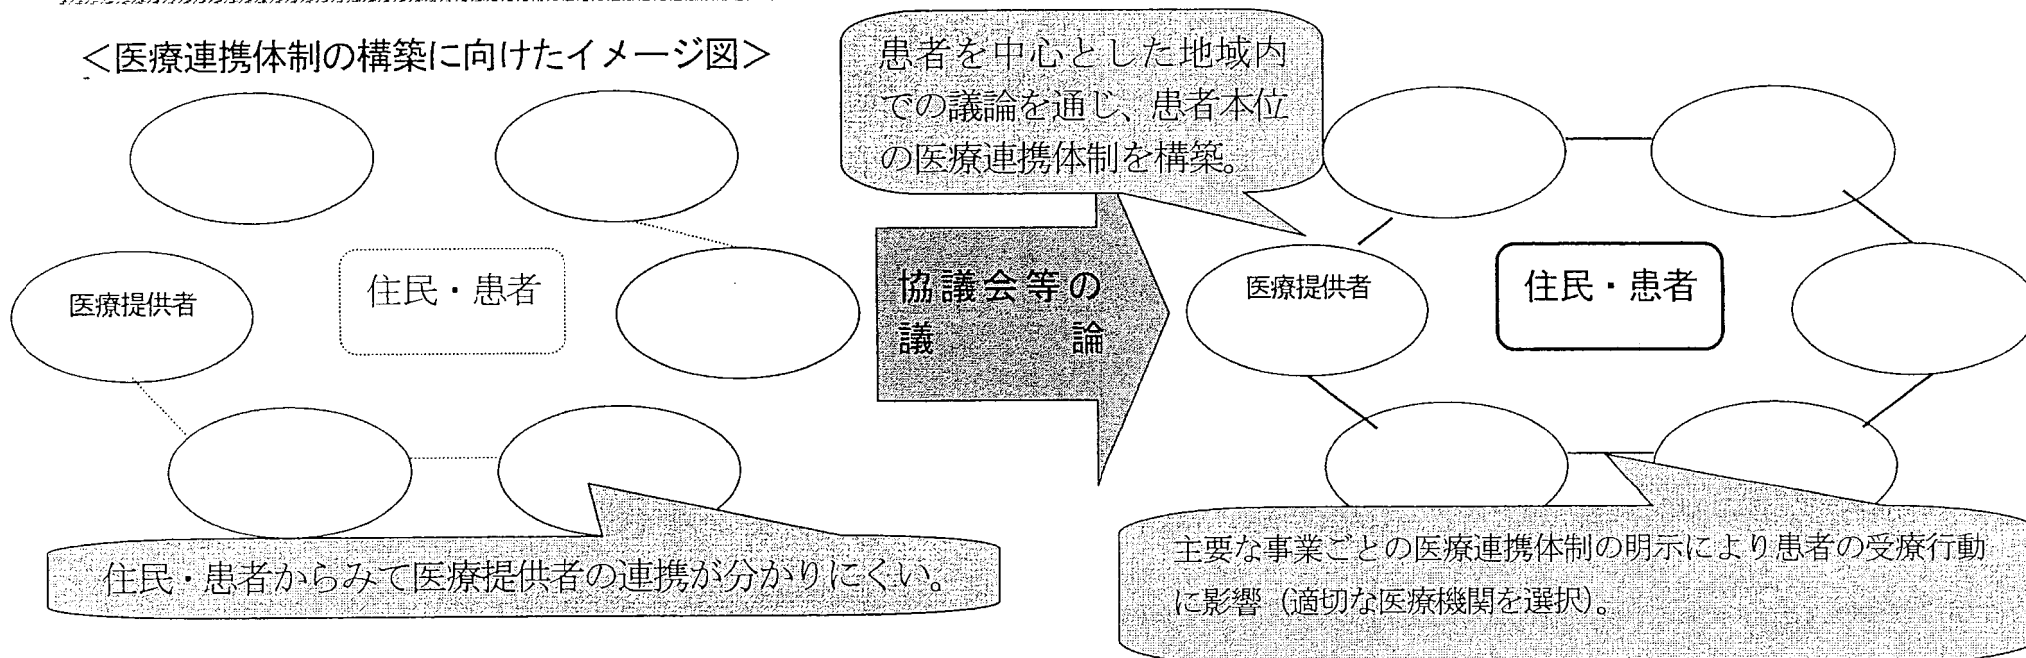 ＜医療連携体制の構築に向けたイメージ図＞
医療提供者
住民・患者
住民・患者からみて医療提供者の連携が分かりにくい。
協議会等の
議論
患者を中心とした地域内
での議論を通じ、患者本位
の医療連携体制を構築。
医療提供者
住民・患者
主要な事業ごとの医療連携体制の明示により患者の受療行動
に影響（適切な医療機関を選択）。